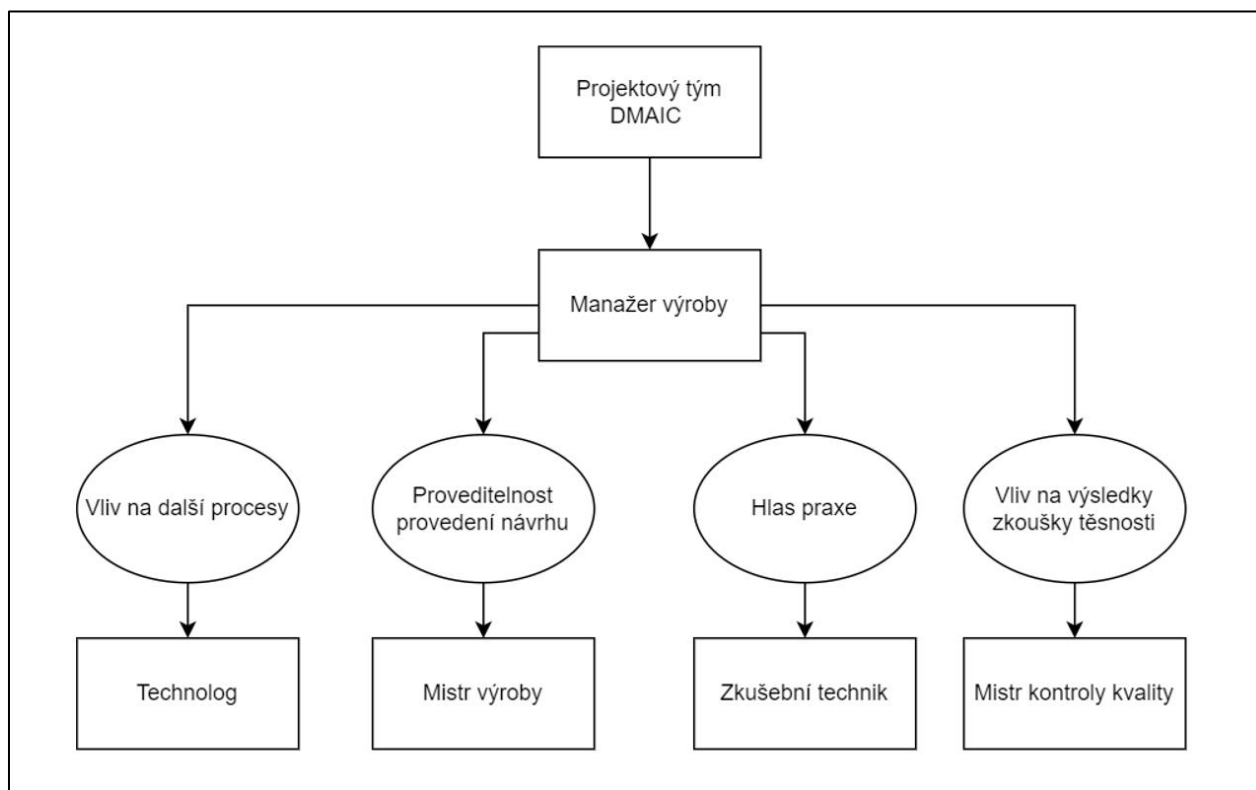 Projektový tým
DMAIC
Manažer výroby
Vliv na další procesy
Proveditelnost
provedení návrhu
Hlas praxe
Vliv na výsledky
zkoušky těsnosti
Technolog
Mistr výroby
Zkušební technik
Mistr kontroly kvality